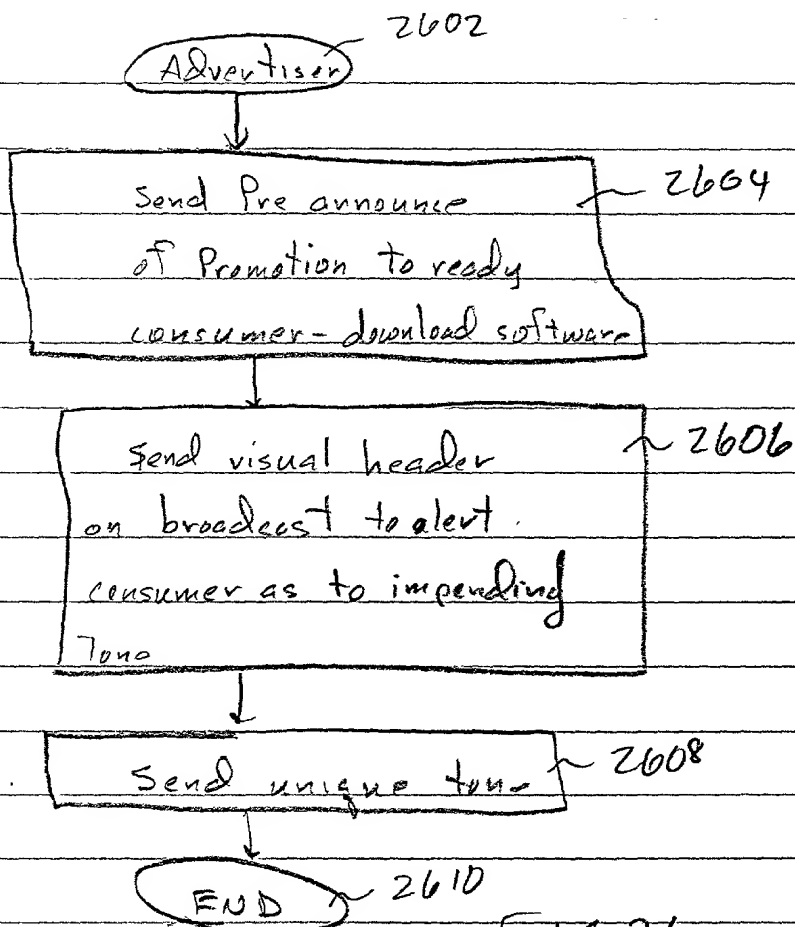 2602
Advertiser
Send Pre announce
2604
of Promotion to ready
consumer - download software
Send visual header
2606
on broadcast to alert
consumer as to impending
Tone
Send unique tone
2608
END
2610